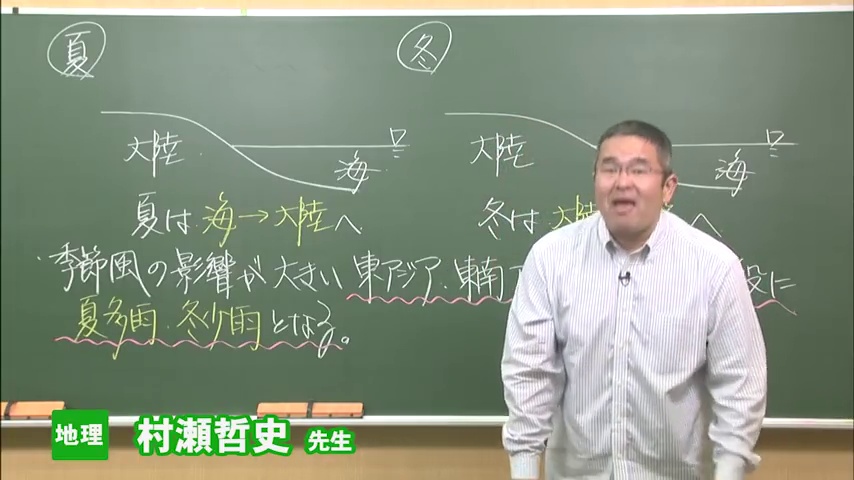 夏
冬
大陸
海
大陸
海
夏は海→大陸へ
冬は大陸 へ
季節風の影響が大きい東アジア・東南ア 般に
夏多雨・冬少雨となる。
地理 村瀬哲史 先生